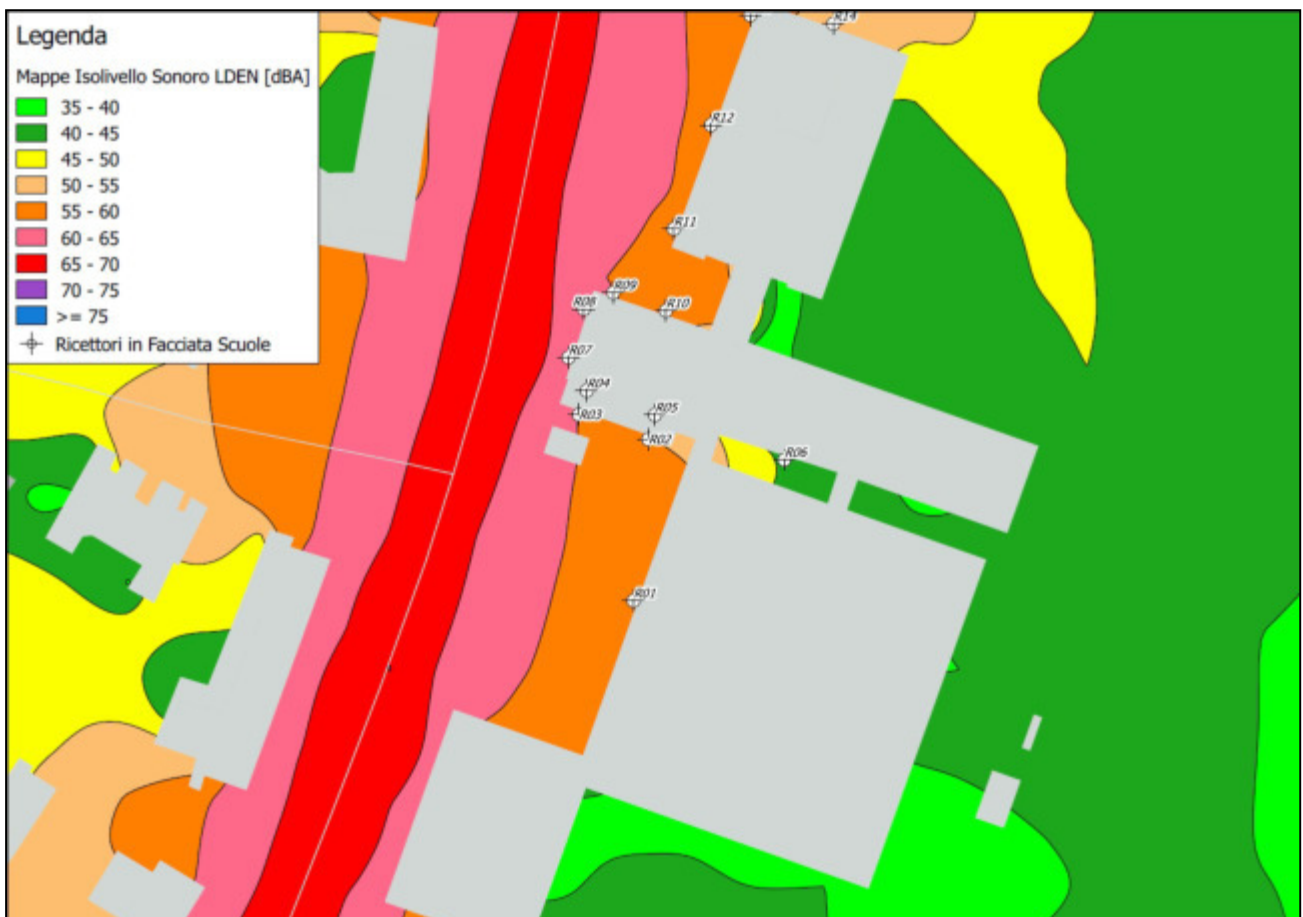 Legenda
Mappe Isolivello Sonoro LDEN [dBA]
35 - 40
40 - 45
45 - 50
50 - 55
55 - 60
60 - 65
65 - 70
70 - 75
>= 75
Ricettori in Facciata Scuole
R14
R12
R11
R09
R08
R10
R07
R04
R03
R05
R02
R06
R01